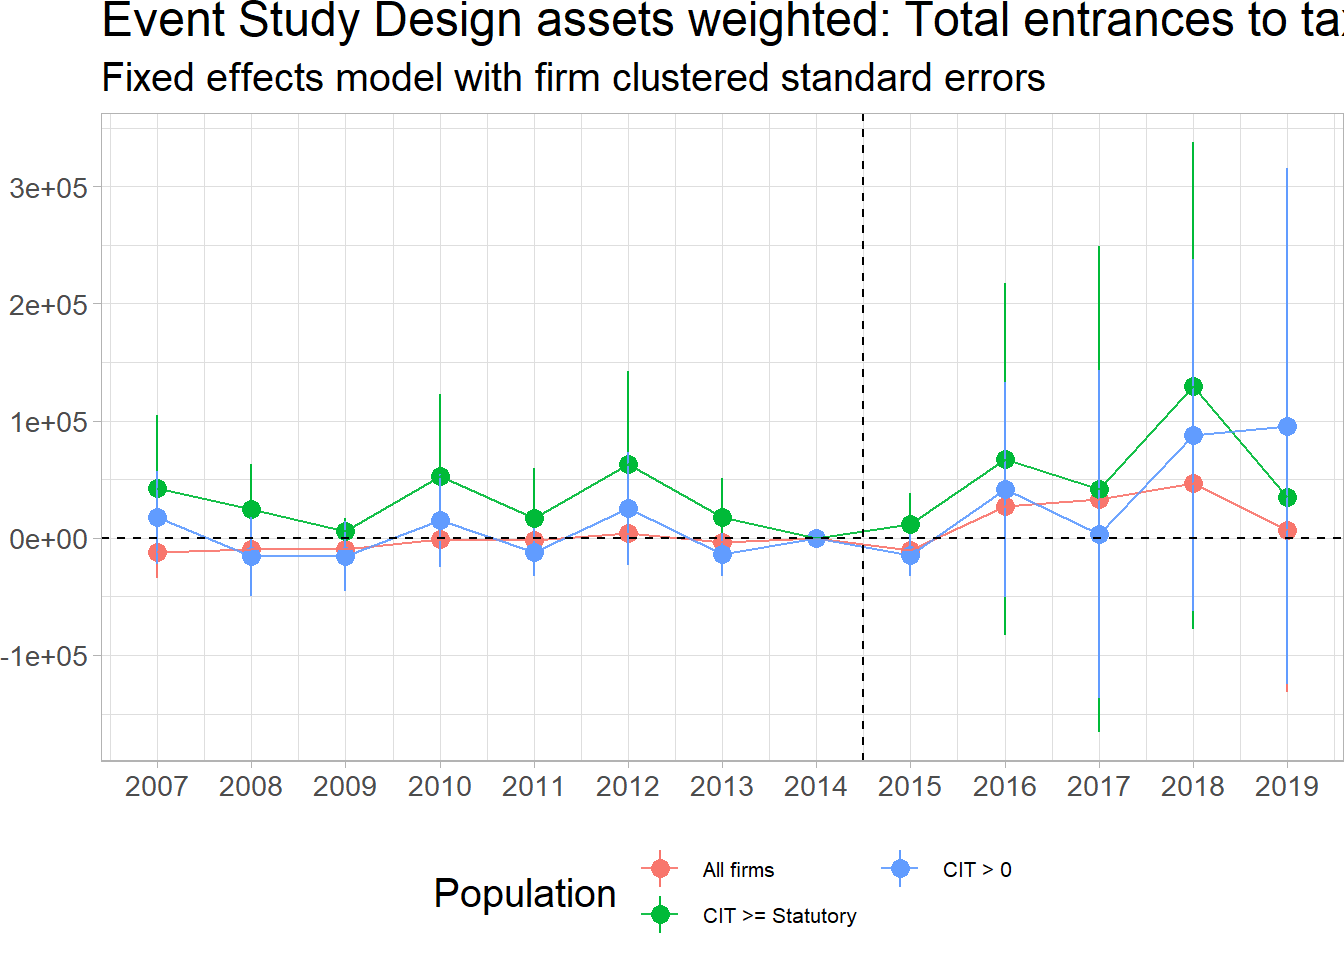 Event Study Design assets weighted: Total entrances to
Fixed effects model with firm clustered standard errors
3e+05
2e+05
1e+05
0e+00
-1e+05
2007 2008 2009 2010 2011 2012 2013 2014 2015 2016 2017 2018 2019
Population
All firms
CIT > 0
CIT >= Statutory